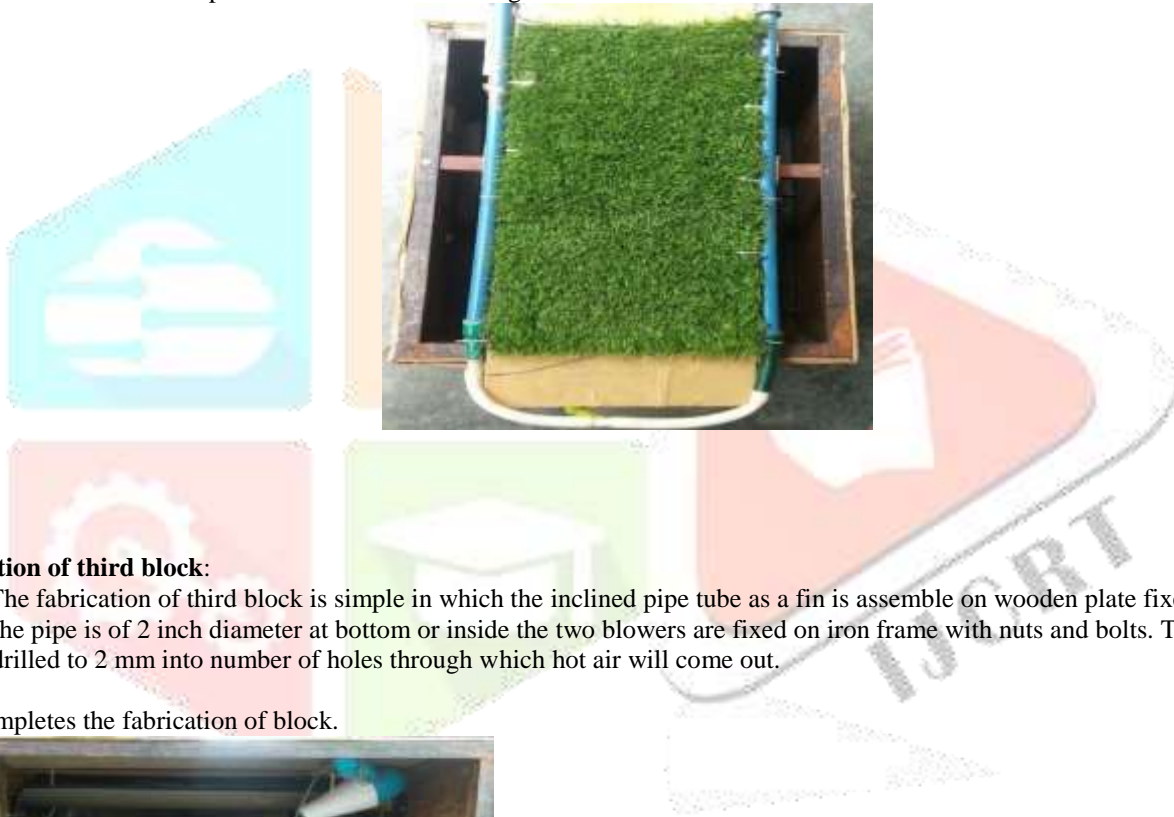 tion of third block:
The fabrication of third block is simple in which the inclined pipe tube as a fin is assemble on wooden plate fixe
he pipe is of 2 inch diameter at bottom or inside the two blowers are fixed on iron frame with nuts and bolts. T
drilled to 2 mm into number of holes through which hot air will come out.
mpletes the fabrication of block.
IJCRT